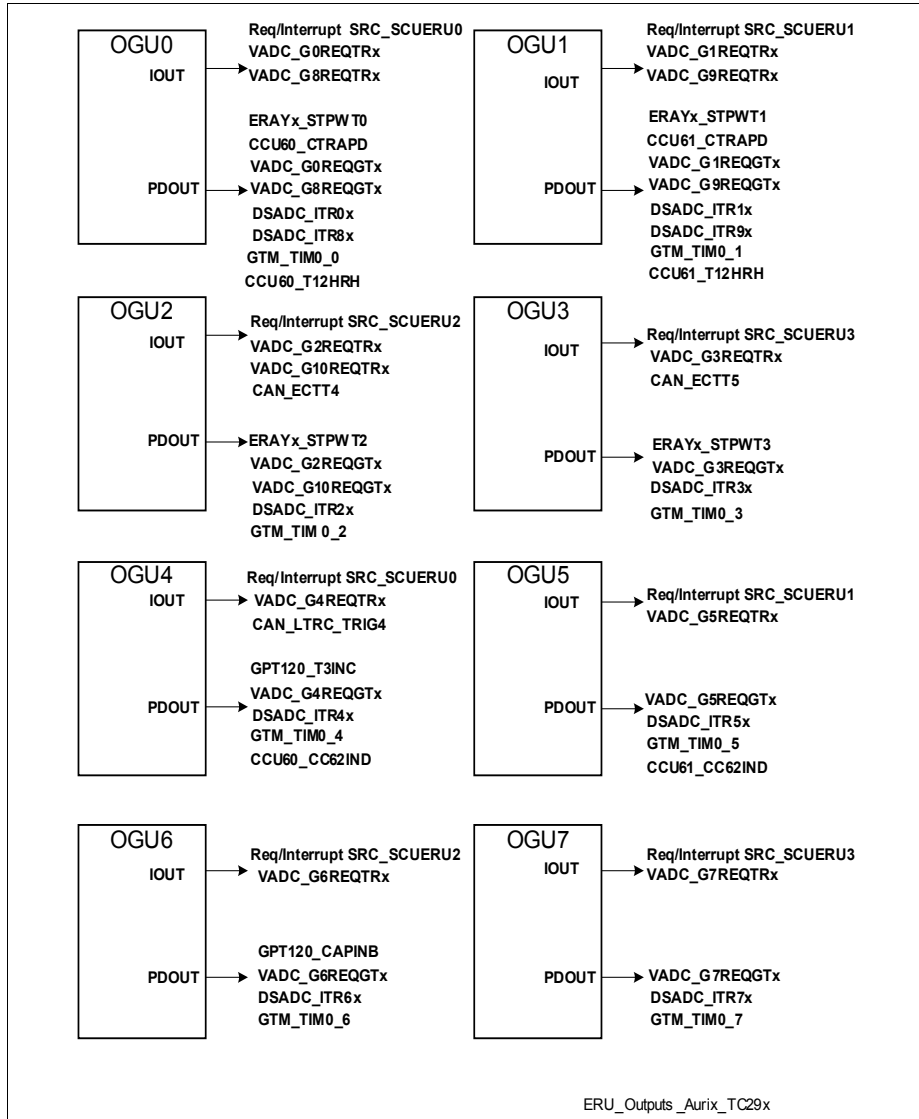 OGU0
IOUT
Req/Interrupt SRC_SCUERU0
VADC_G0REQTRx
VADC_G8REQTRx
PDOUT
ERAYx_STPWT0
CCU60_CTRAPD
VADC_G0REQGTx
VADC_G8REQGTx
DSADC_ITR0x
DSADC_ITR8x
GTM_TIM0_0
CCU60_T12HRH
OGU1
IOUT
Req/Interrupt SRC_SCUERU1
VADC_G1REQTRx
VADC_G9REQTRx
PDOUT
ERAYx_STPWT1
CCU61_CTRAPD
VADC_G1REQGTx
VADC_G9REQGTx
DSADC_ITR1x
DSADC_ITR9x
GTM_TIM0_1
CCU61_T12HRH
OGU2
IOUT
Req/Interrupt SRC_SCUERU2
VADC_G2REQTRx
VADC_G10REQTRx
CAN_ECTT4
PDOUT
ERAYx_STPWT2
VADC_G2REQGTx
VADC_G10REQGTx
DSADC_ITR2x
GTM_TIM 0_2
OGU3
IOUT
Req/Interrupt SRC_SCUERU3
VADC_G3REQTRx
CAN_ECTT5
PDOUT
ERAYx_STPWT3
VADC_G3REQGTx
DSADC_ITR3x
GTM_TIM0_3
OGU4
IOUT
Req/Interrupt SRC_SCUERU0
VADC_G4REQTRx
CAN_LTRC_TRIG4
PDOUT
GPT120_T3INC
VADC_G4REQGTx
DSADC_ITR4x
GTM_TIM0_4
CCU60_CC62IND
OGU5
IOUT
Req/Interrupt SRC_SCUERU1
VADC_G5REQTRx
PDOUT
VADC_G5REQGTx
DSADC_ITR5x
GTM_TIM0_5
CCU61_CC62IND
OGU6
IOUT
Req/Interrupt SRC_SCUERU2
VADC_G6REQTRx
PDOUT
GPT120_CAPINB
VADC_G6REQGTx
DSADC_ITR6x
GTM_TIM0_6
OGU7
IOUT
Req/Interrupt SRC_SCUERU3
VADC_G7REQTRx
PDOUT
VADC_G7REQGTx
DSADC_ITR7x
GTM_TIM0_7
ERU_Outputs _Aurix_TC29x